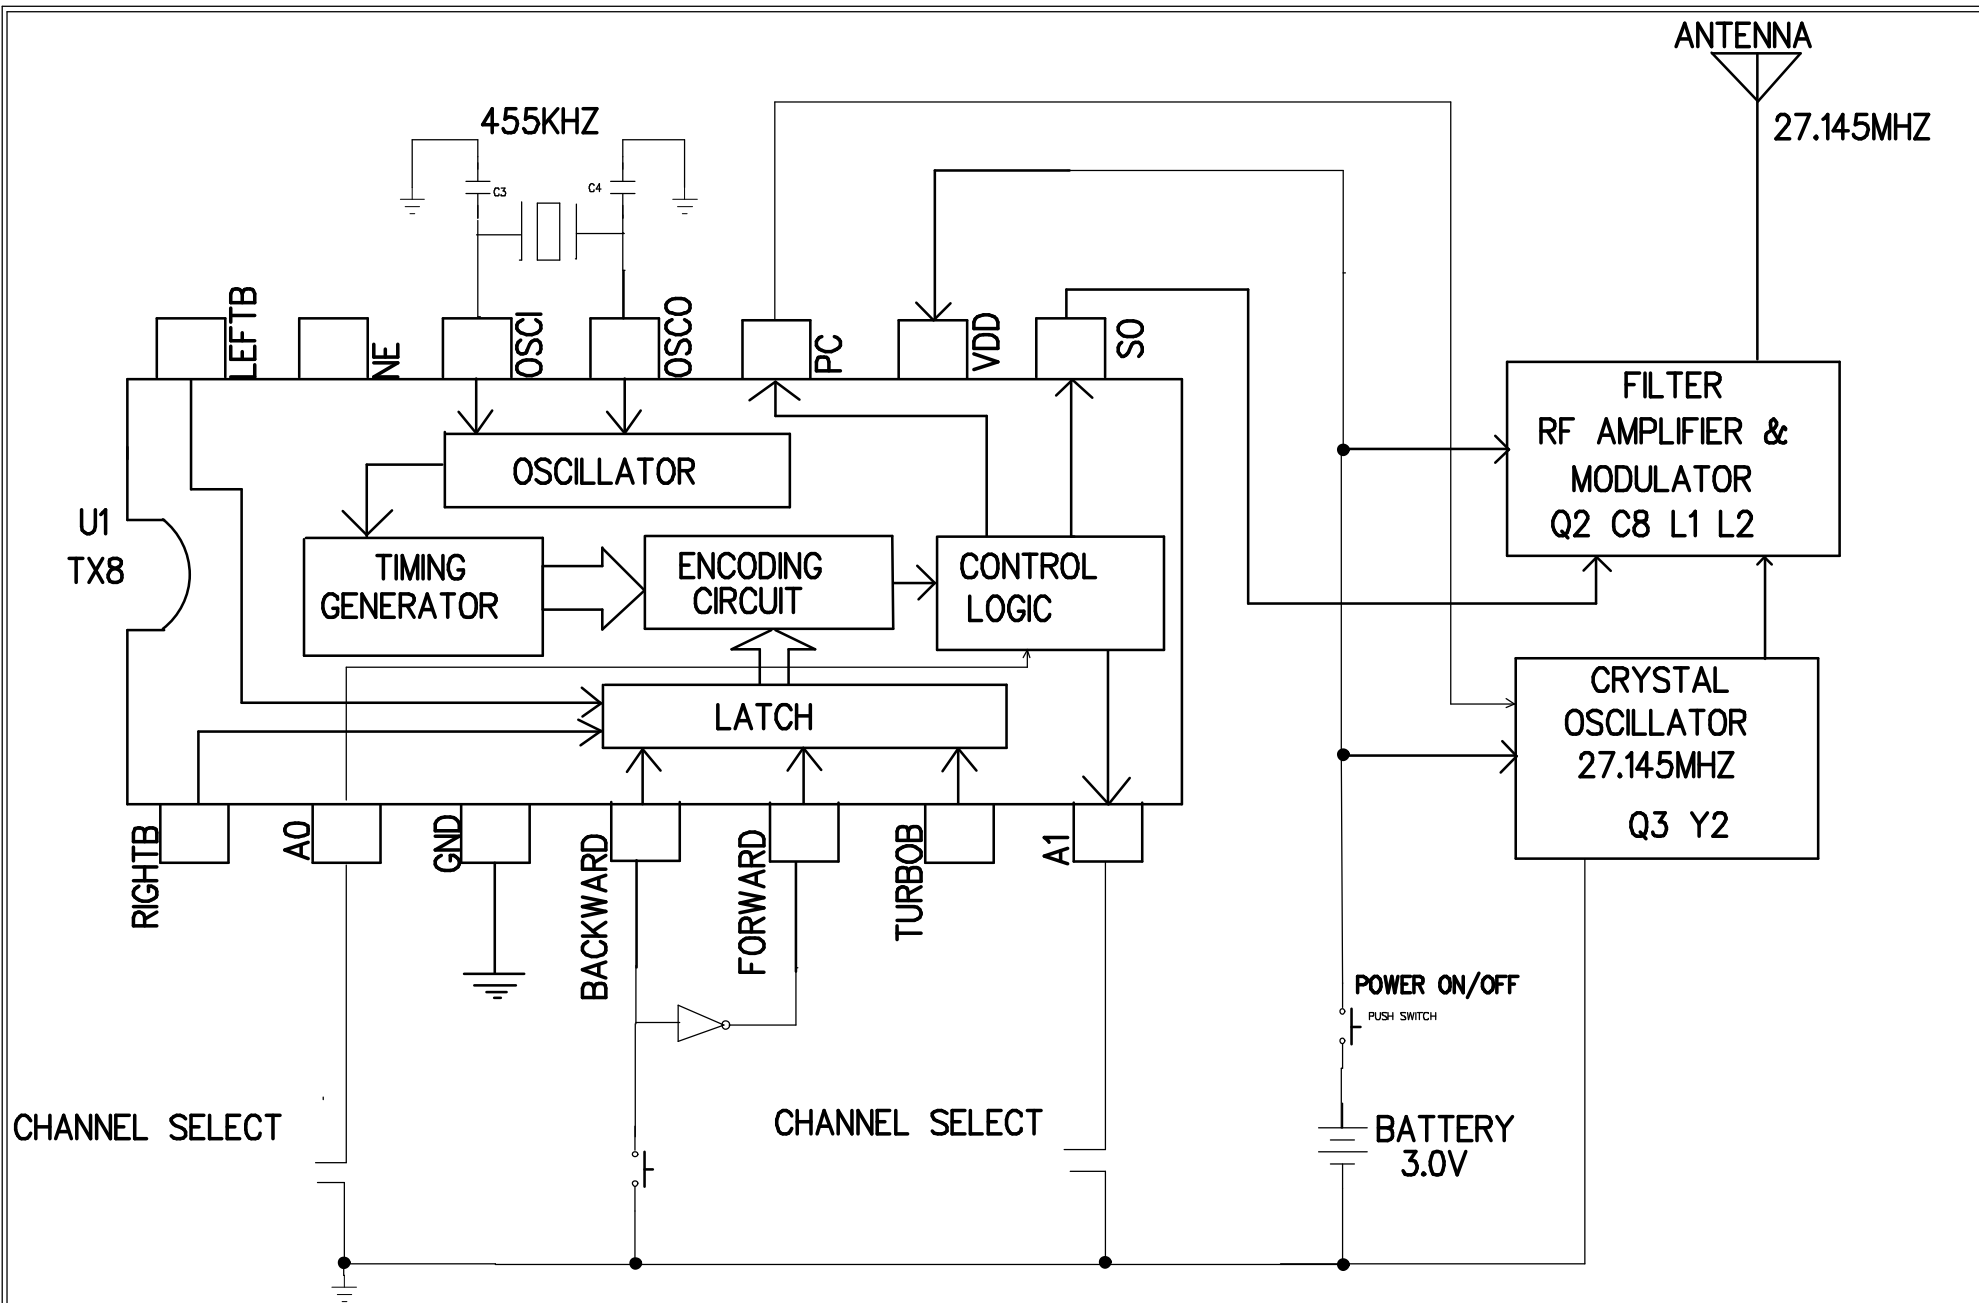 ANTENNA
27.145MHZ
455KHZ
C3
C4
LEFTB
NE
OSCI
OSCO
PC
VDD
SO
U1
TX8
OSCILLATOR
TIMING
GENERATOR
ENCODING
CIRCUIT
CONTROL
LOGIC
LATCH
FILTER
RF AMPLIFIER &
MODULATOR
Q2 C8 L1 L2
CRYSTAL
OSCILLATOR
27.145MHZ
Q3 Y2
RIGHTB
A0
GND
BACKWARD
FORWARD
TURBOB
A1
POWER ON/OFF
PUSH SWITCH
CHANNEL SELECT
CHANNEL SELECT
BATTERY
3.0V